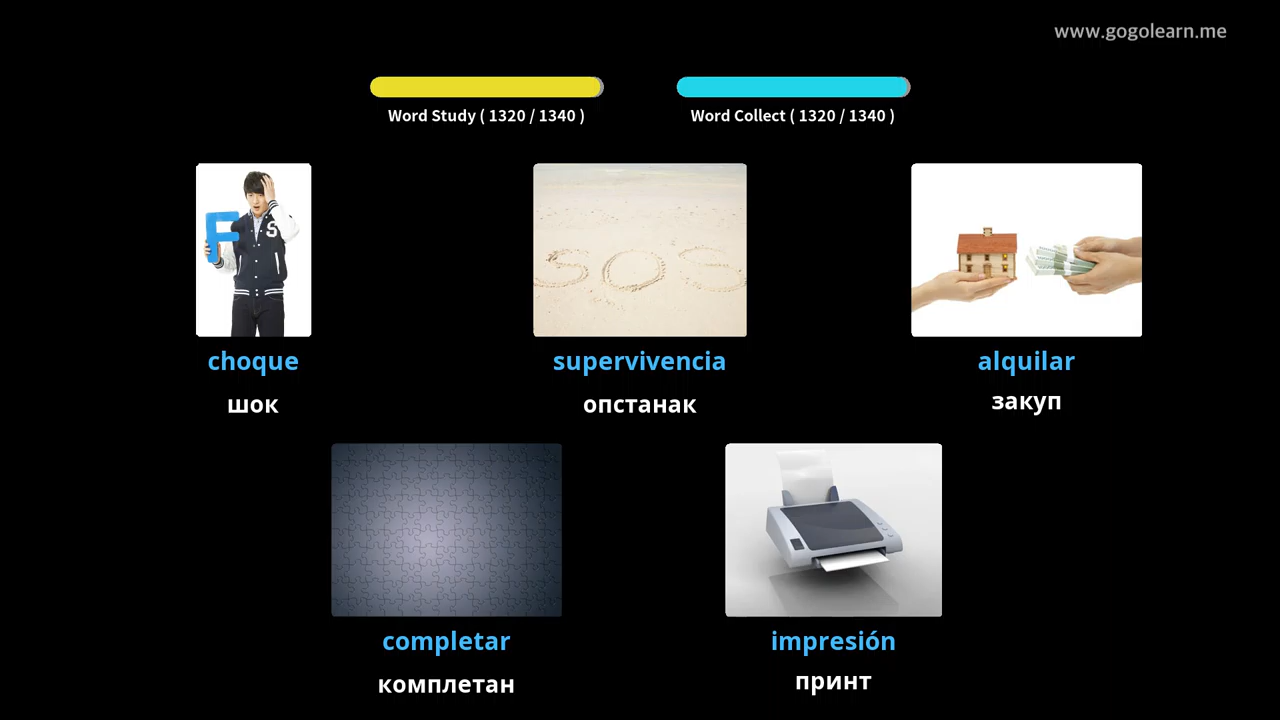 www.gogolearn.me
Word Study ( 1320 / 1340 )
Word Collect ( 1320 / 1340 )
F
S
SOS
choque
supervivencia
alquilar
шок
опстанак
закуп
completar
impresión
комплетан
принт